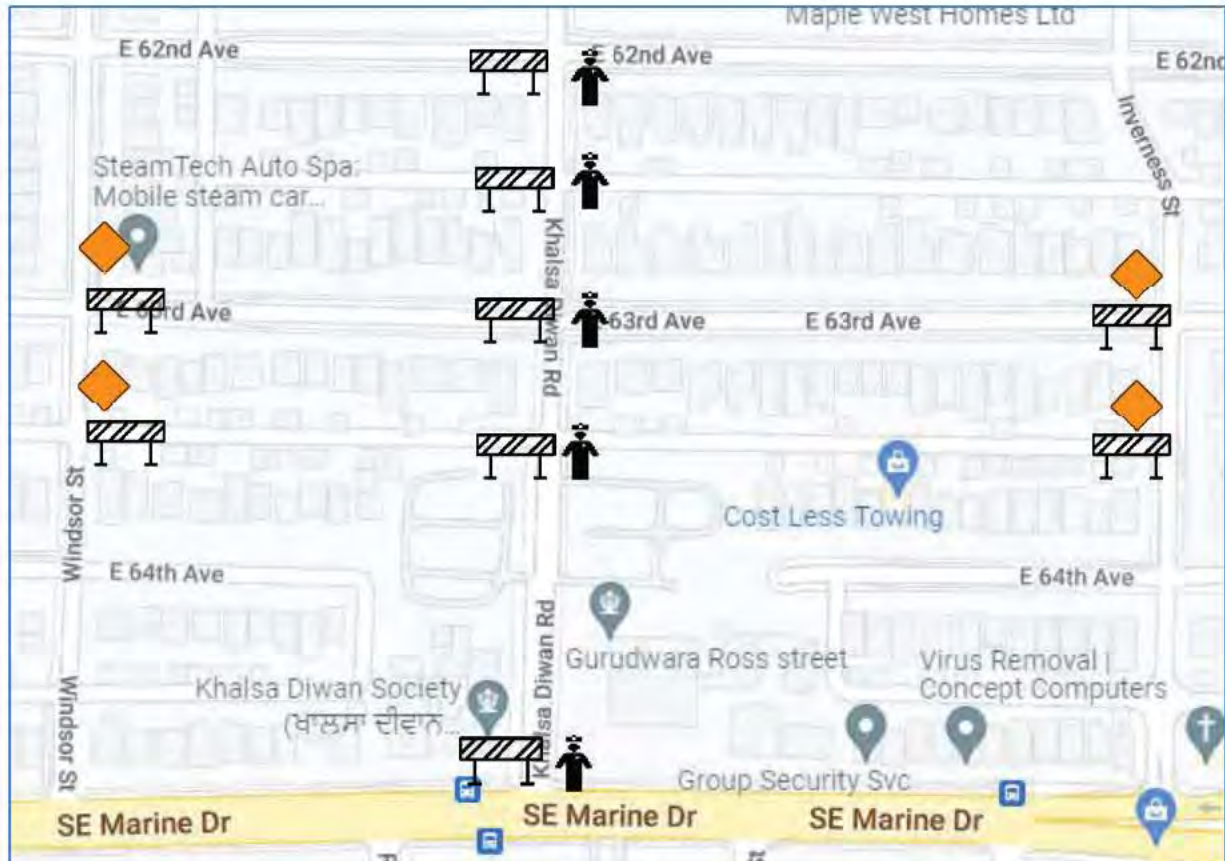 Maple West Homes Ltd
E 62nd Ave
E 62nd Ave
E 62nd
Inverness St
SteamTech Auto Spa:
Mobile steam car...
Khalsa Diwan Rd
E 63rd Ave
63rd Ave
E 63rd Ave
Cost Less Towing
Windsor St
E 64th Ave
E 64th Ave
Khalsa Diwan Rd
Gurudwara Ross street
Virus Removal |
Concept Computers
Khalsa Diwan Society
(ਖਾਲਸਾ ਦੀਵਾਨ...
Windsor St
Group Security Svc
SE Marine Dr
SE Marine Dr
SE Marine Dr